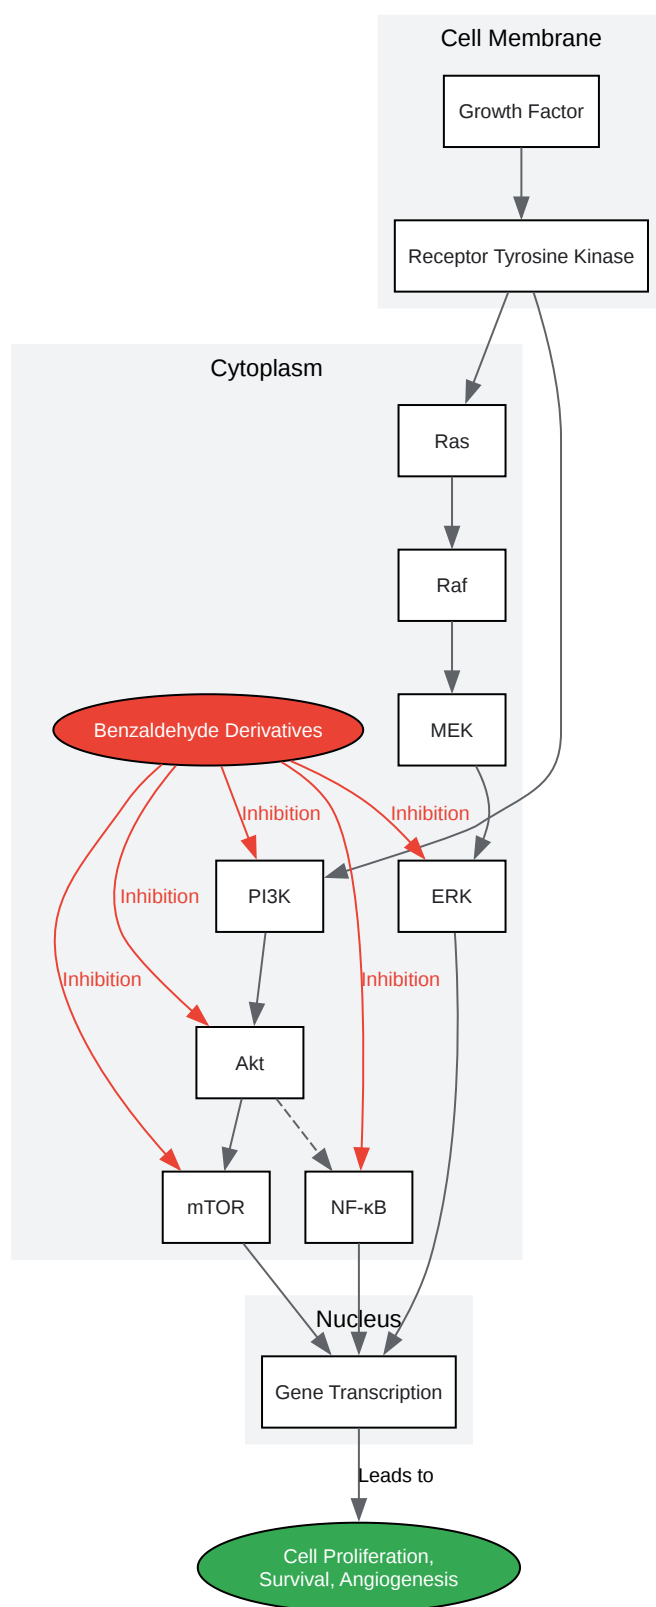 Cell Membrane
Growth Factor
Receptor Tyrosine Kinase
Cytoplasm
Ras
Raf
MEK
Benzaldehyde Derivatives
Inhibition
Inhibition
PI3K
ERK
Inhibition
Inhibition
Inhibition
Akt
mTOR
NF-κB
Nucleus
Gene Transcription
Leads to
Cell Proliferation,
Survival, Angiogenesis